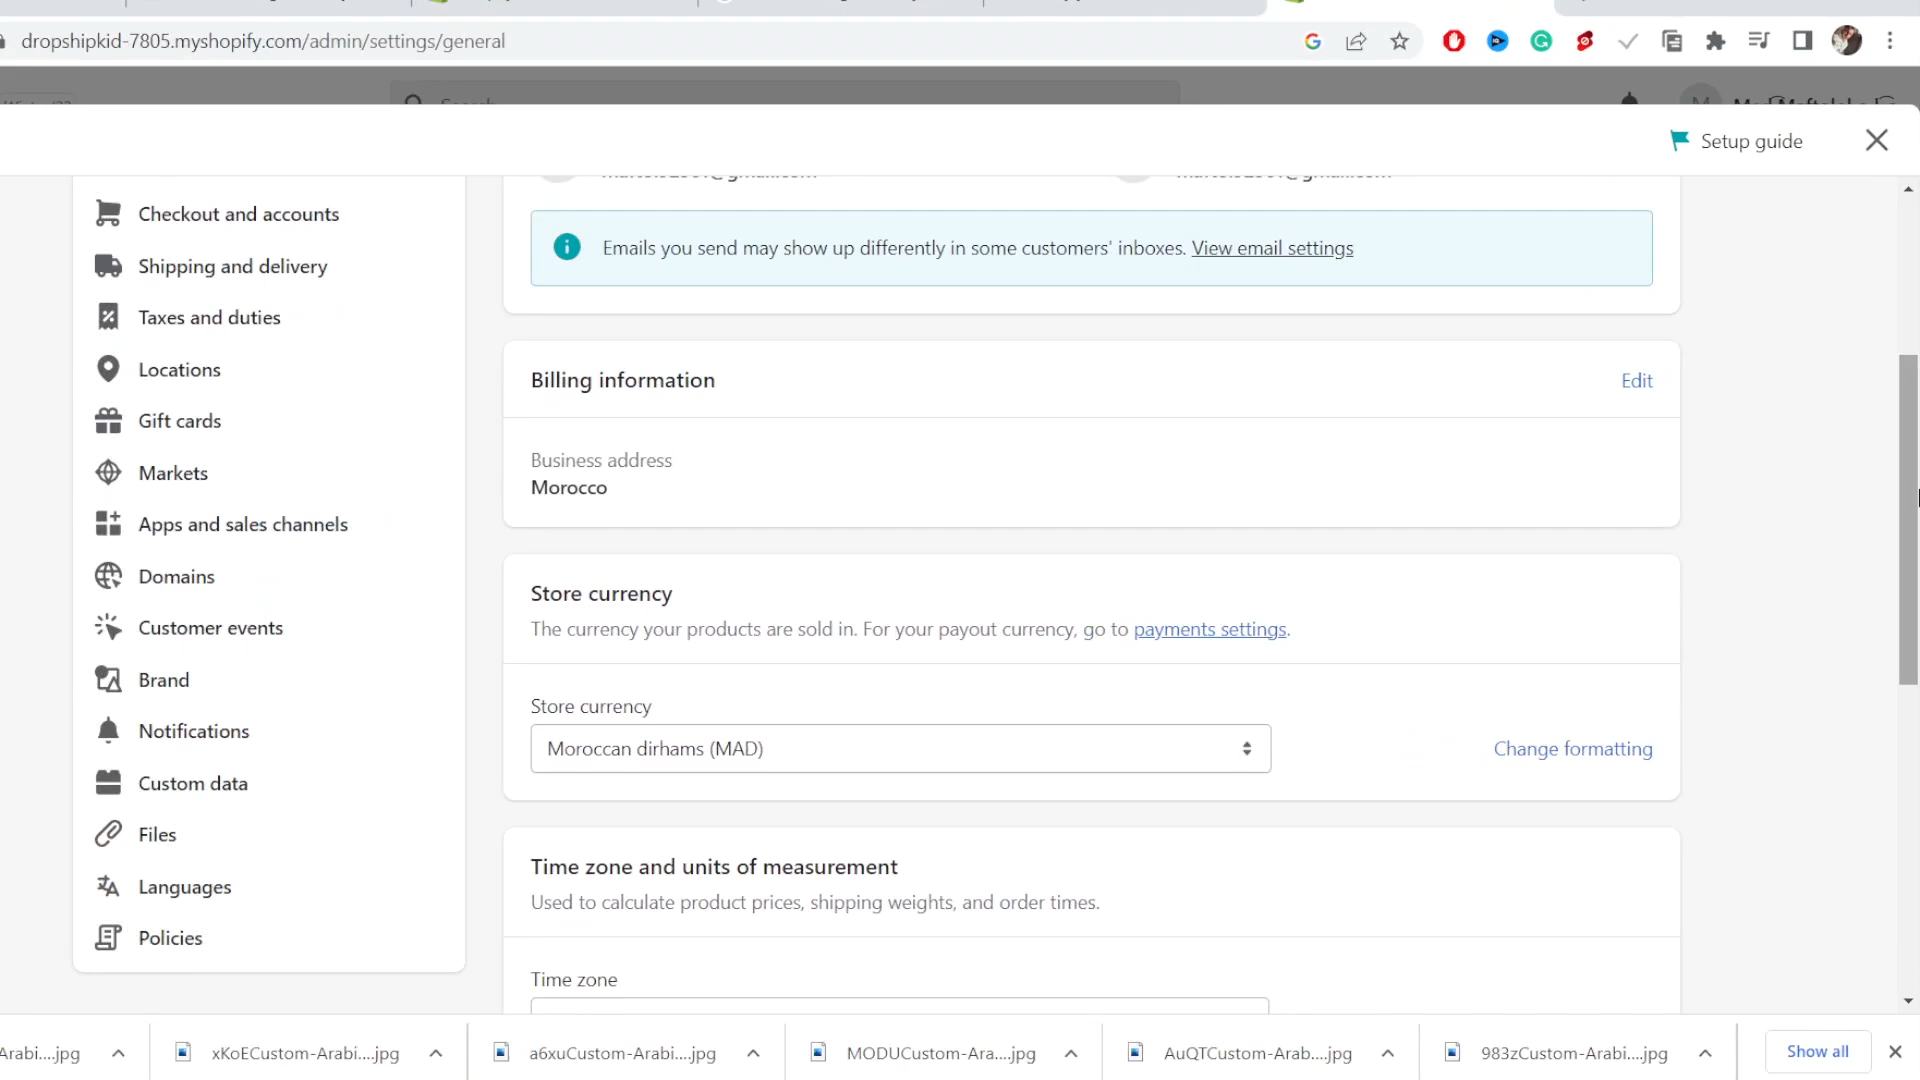 dropshipkid-7805.myshopify.com/admin/settings/general
Search
Setup guide
Checkout and accounts
Shipping and delivery
Taxes and duties
Locations
Gift cards
Markets
Apps and sales channels
Domains
Customer events
Brand
Notifications
Custom data
Files
Languages
Policies
Emails you send may show up differently in some customers' inboxes. View email settings
Billing information
Edit
Business address
Morocco
Store currency
The currency your products are sold in. For your payout currency, go to payments settings.
Store currency
Moroccan dirhams (MAD)
Change formatting
Time zone and units of measurement
Used to calculate product prices, shipping weights, and order times.
Time zone
Arabi....jpg
xKoECustom-Arabi....jpg
a6xuCustom-Arabi....jpg
MODUCustom-Ara....jpg
AuQTCustom-Arab....jpg
983zCustom-Arabi....jpg
Show all